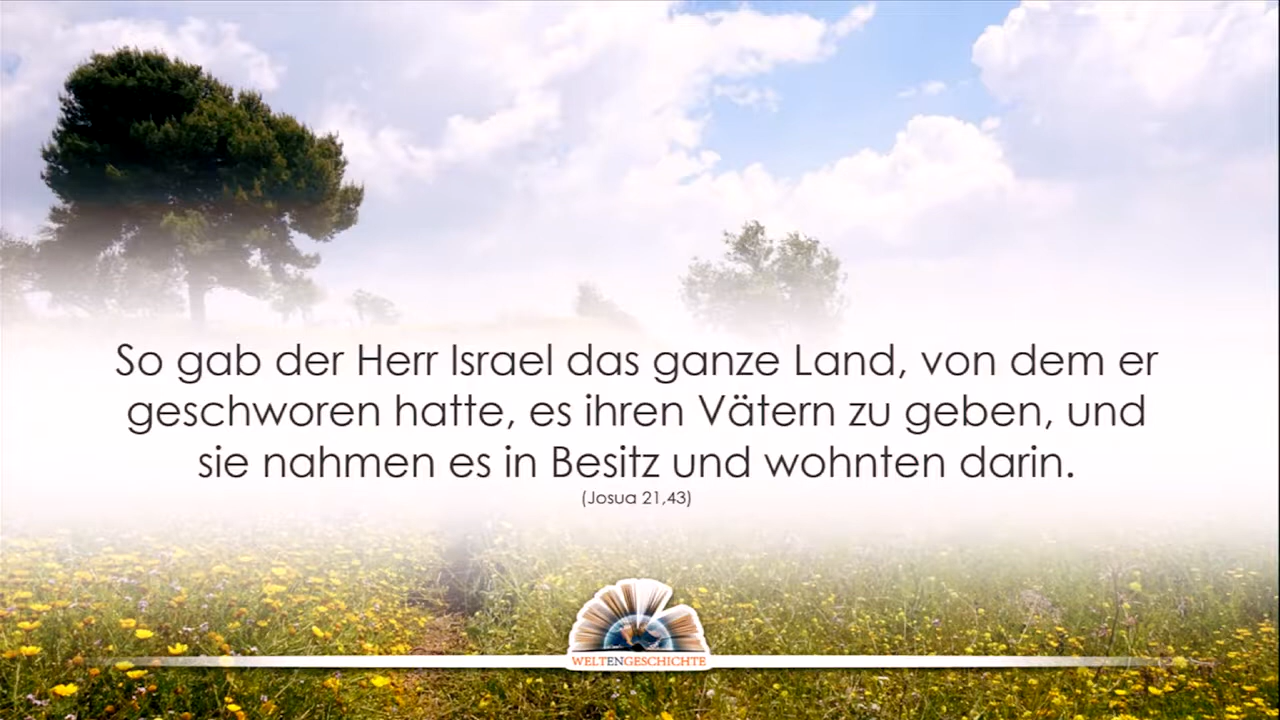 So gab der Herr Israel das ganze Land, von dem er
geschworen hatte, es ihren Vätern zu geben, und
sie nahmen es in Besitz und wohnten darin.
(Josua 21,43)
WELTENGESCHICHTE